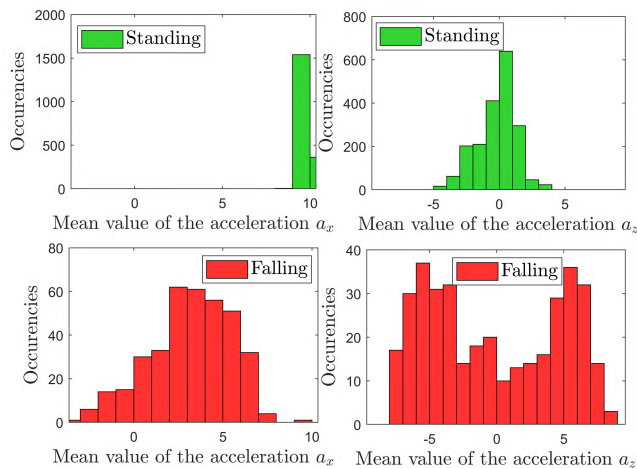 2000
1500
1000
500
0
Occurencies
Standing
0
5
10
Mean value of the acceleration a_x
800
600
400
200
0
Occurencies
Standing
-5
0
5
Mean value of the acceleration a_z
80
60
40
20
0
Occurencies
Falling
0
5
10
Mean value of the acceleration a_x
40
30
20
10
0
Occurencies
Falling
-5
0
5
Mean value of the acceleration a_z